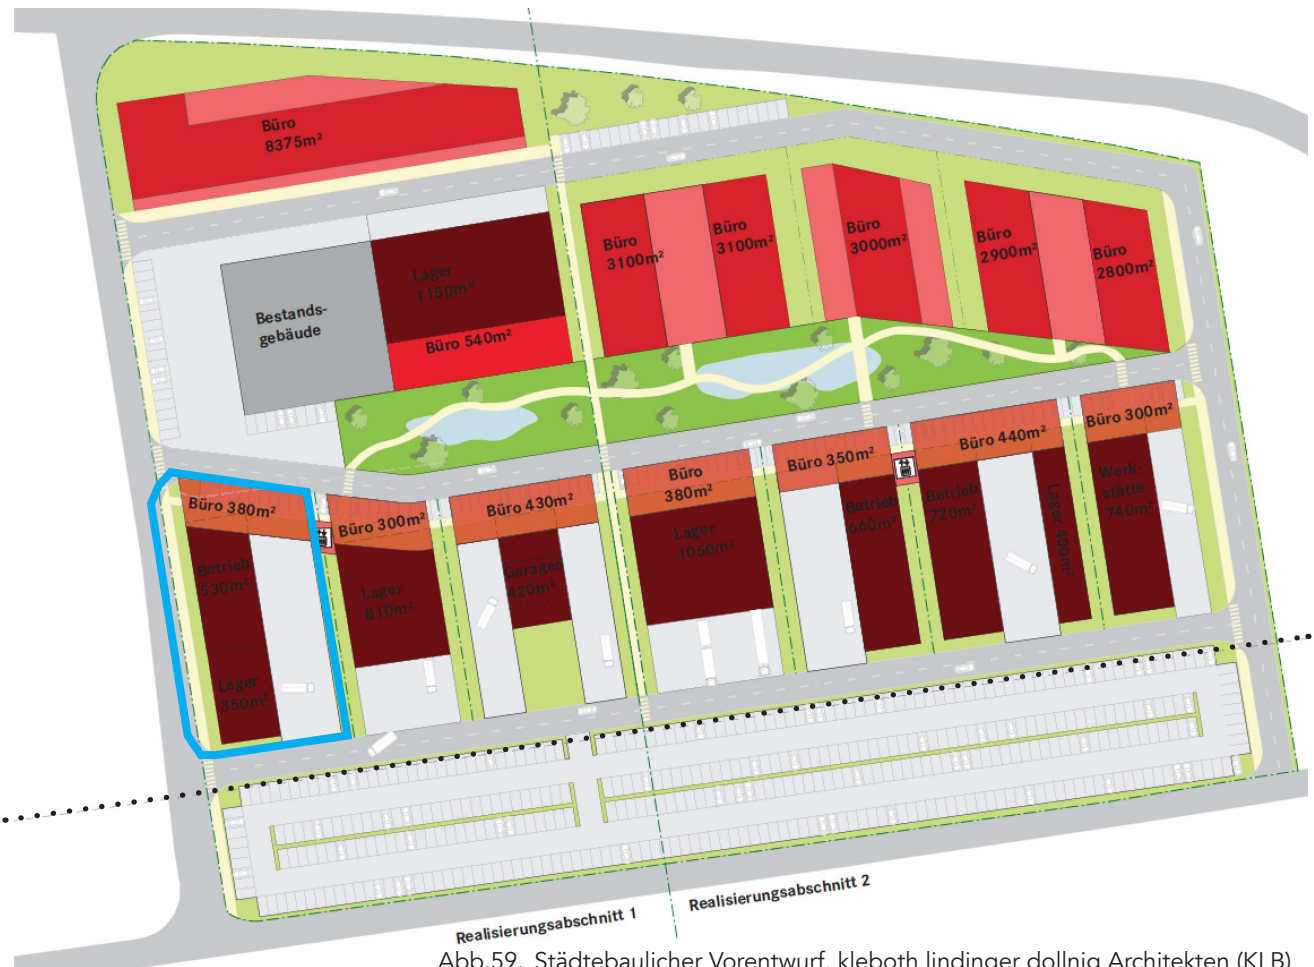 Büro
8375m²
Büro
3100m²
Büro
3100m²
Büro
3000m²
Büro
2900m²
Büro
2800m²
Lager
1150m²
Bestands-
gebäude
Büro 540m²
Büro 380m²
Büro 300m²
Büro 430m²
Büro
380m²
Büro 350m²
Büro 440m²
Büro 300m²
Betrieb
530m²
Lager
350m²
Lager
810m²
Garagen
420m²
Lager
1050m²
Betrieb
660m²
Betrieb
720m²
Lager 400m²
Werk-
stätte
740m²
Realisierungsabschnitt 1
Realisierungsabschnitt 2
Abb.59. Städtebaulicher Vorentwurf, kleboth lindinger dollnig Architekten (KLB)